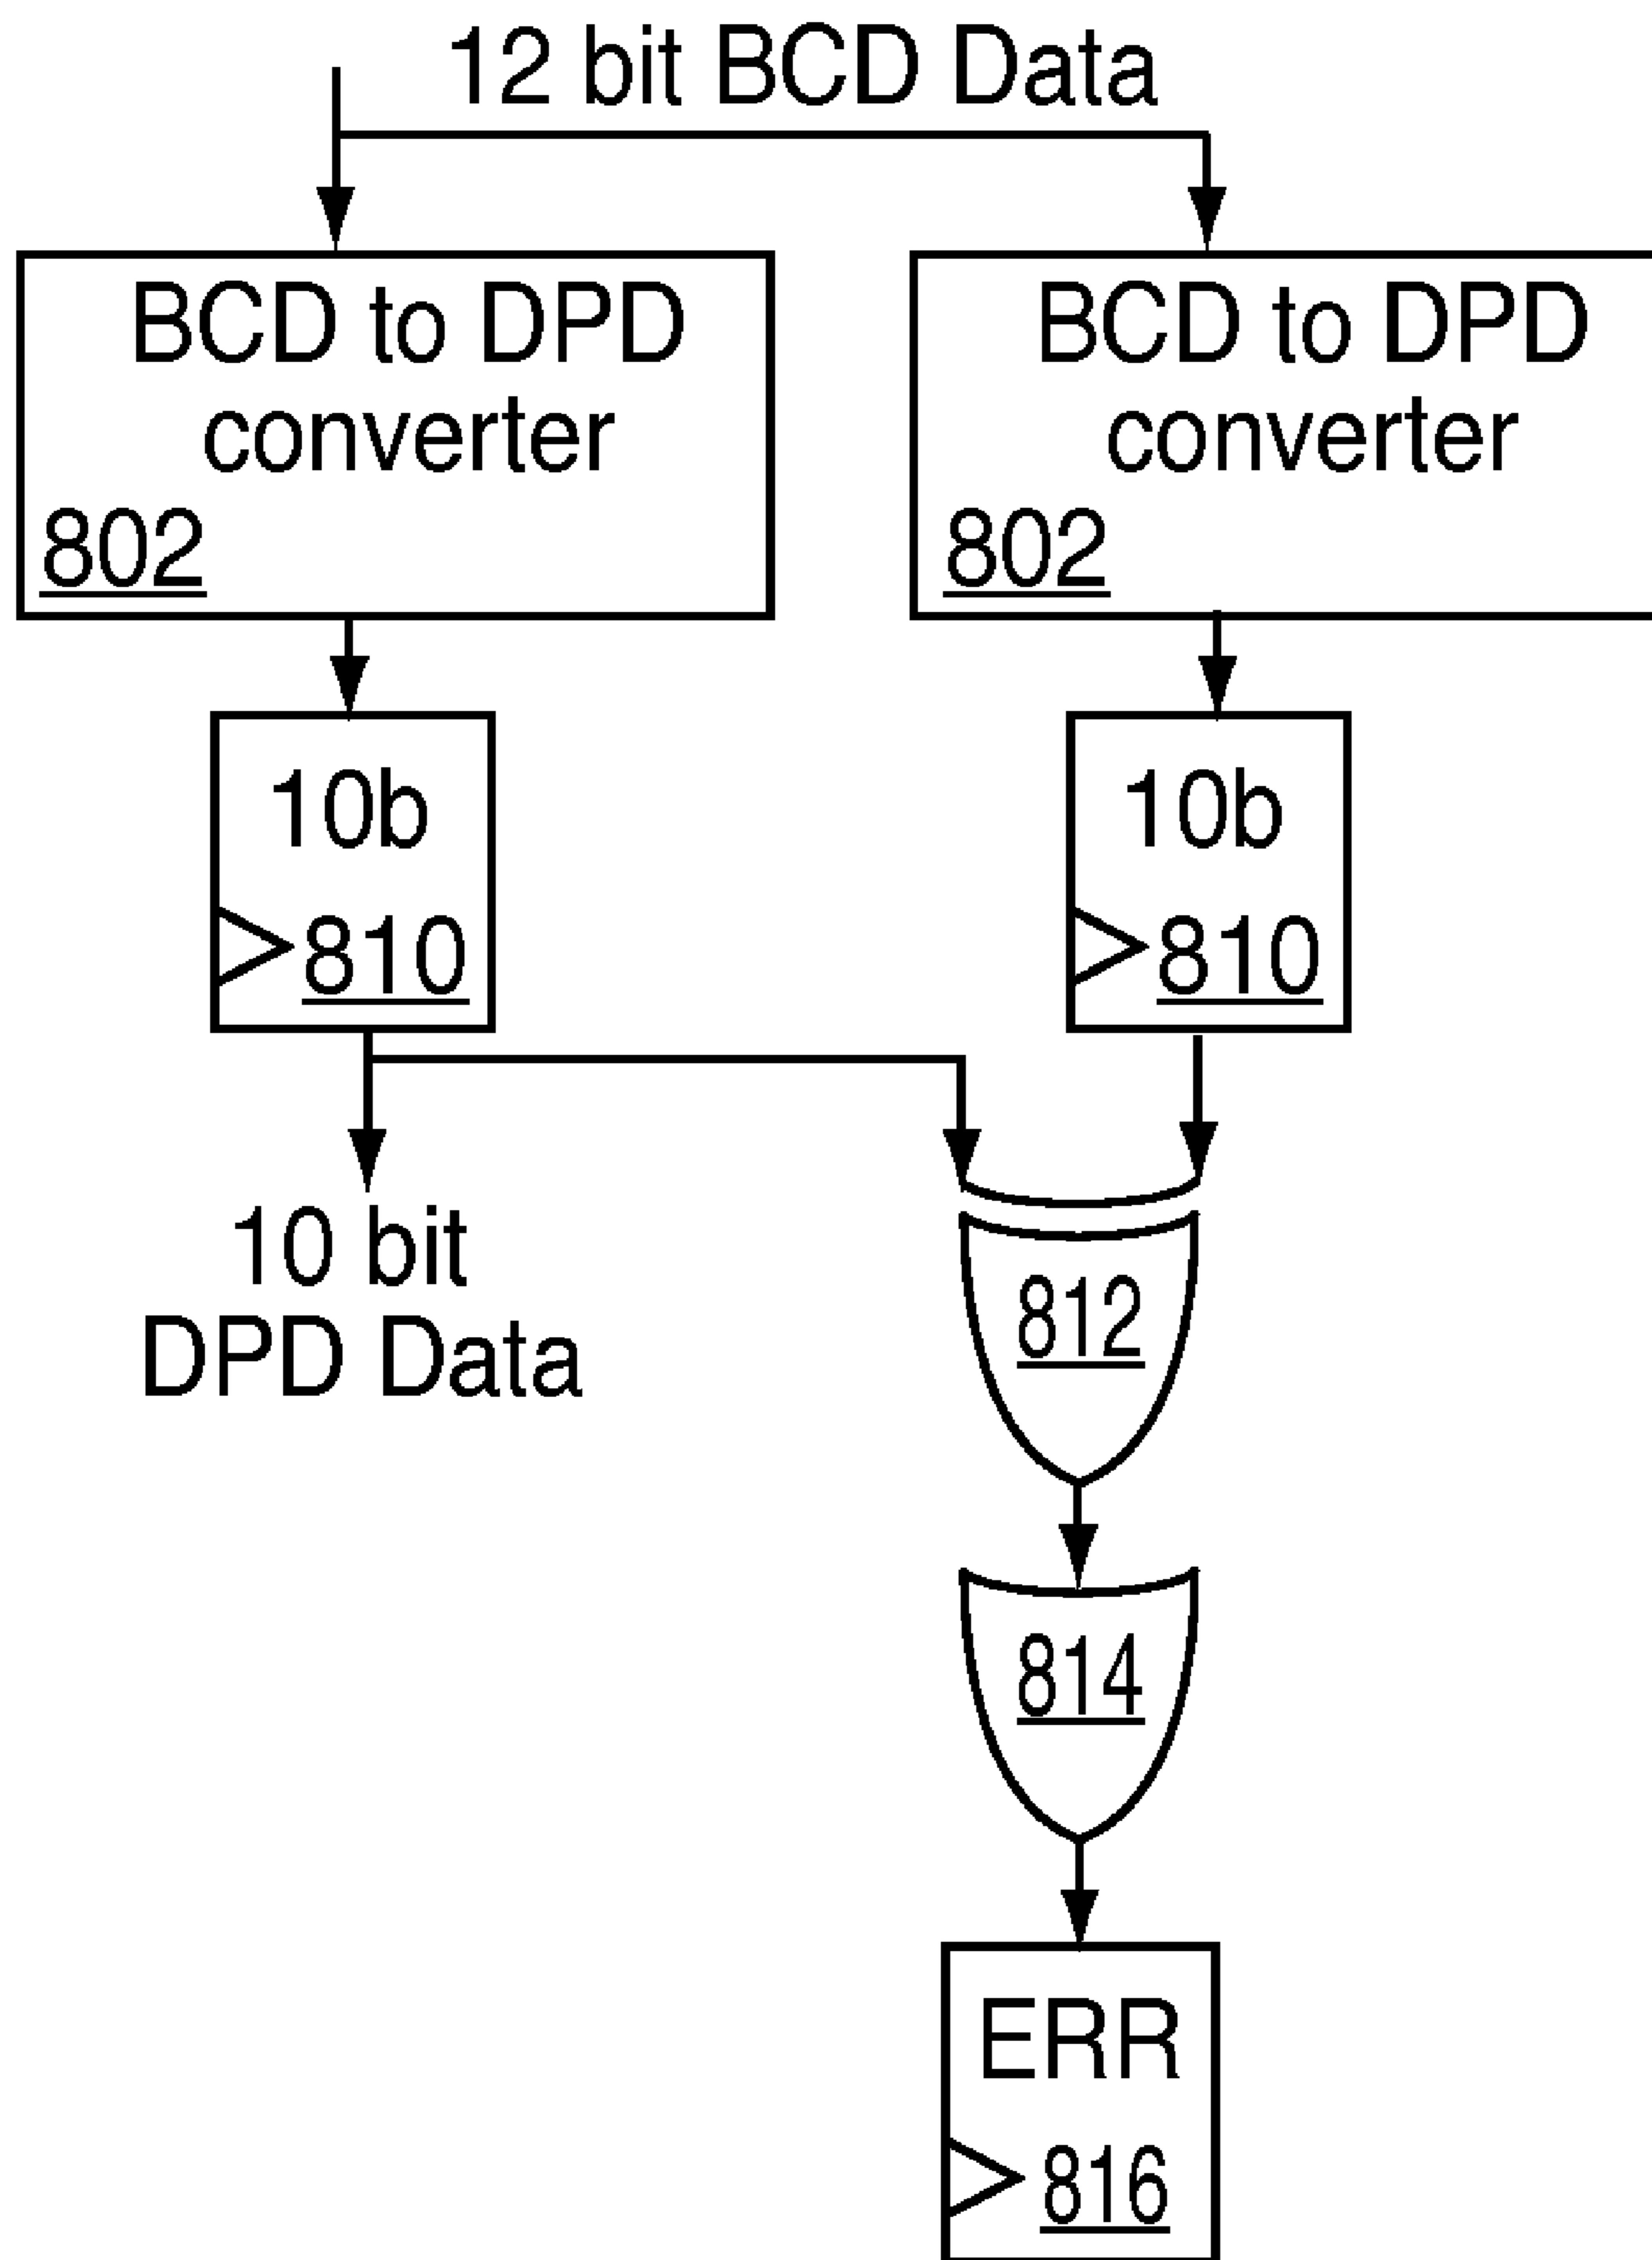 12 bit BCD Data
BCD to DPD
converter
802
BCD to DPD
converter
802
10b
810
10b
810
10 bit
DPD Data
812
814
ERR
816